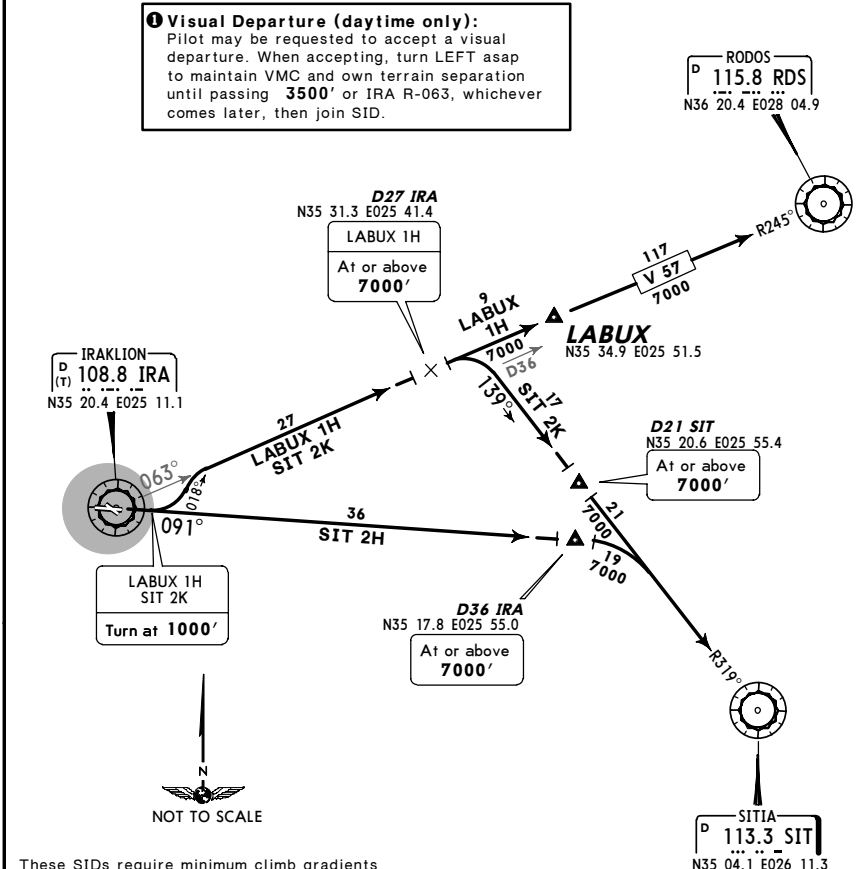 ❶ Visual Departure (daytime only):
Pilot may be requested to accept a visual
departure. When accepting, turn LEFT asap
to maintain VMC and own terrain separation
until passing 3500' or IRA R-063, whichever
comes later, then join SID.
RODOS
D 115.8 RDS
N36 20.4 E028 04.9
D27 IRA
N35 31.3 E025 41.4
LABUX 1H
At or above
7000'
R245°
117
V 57
7000
9
LABUX
1H
7000
D36
LABUX
N35 34.9 E025 51.5
IRAKLION
D
(T) 108.8 IRA
N35 20.4 E025 11.1
27
LABUX 1H
SIT 2K
139°
17
SIT 2K
D21 SIT
N35 20.6 E025 55.4
At or above
7000'
063°
018°
091°
36
SIT 2H
21
7000
19
7000
LABUX 1H
SIT 2K
Turn at 1000'
D36 IRA
N35 17.8 E025 55.0
At or above
7000'
R319°
N
NOT TO SCALE
SITIA
D 113.3 SIT
N35 04.1 E026 11.3
These SIDs require minimum climb gradients